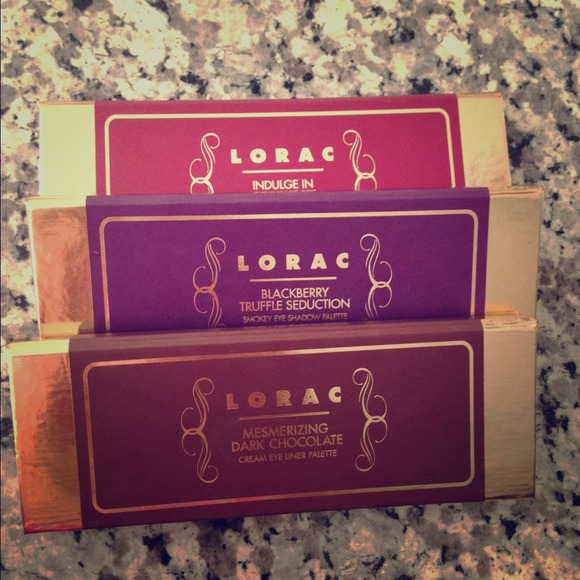 LORAC
INDULGE IN
LORAC
BLACKBERRY
TRUFFLE SEDUCTION
SMOKEY EYE SHADOW PALETTE
LORAC
MESMERIZING
DARK CHOCOLATE
CREAM EYE LINER PALETTE